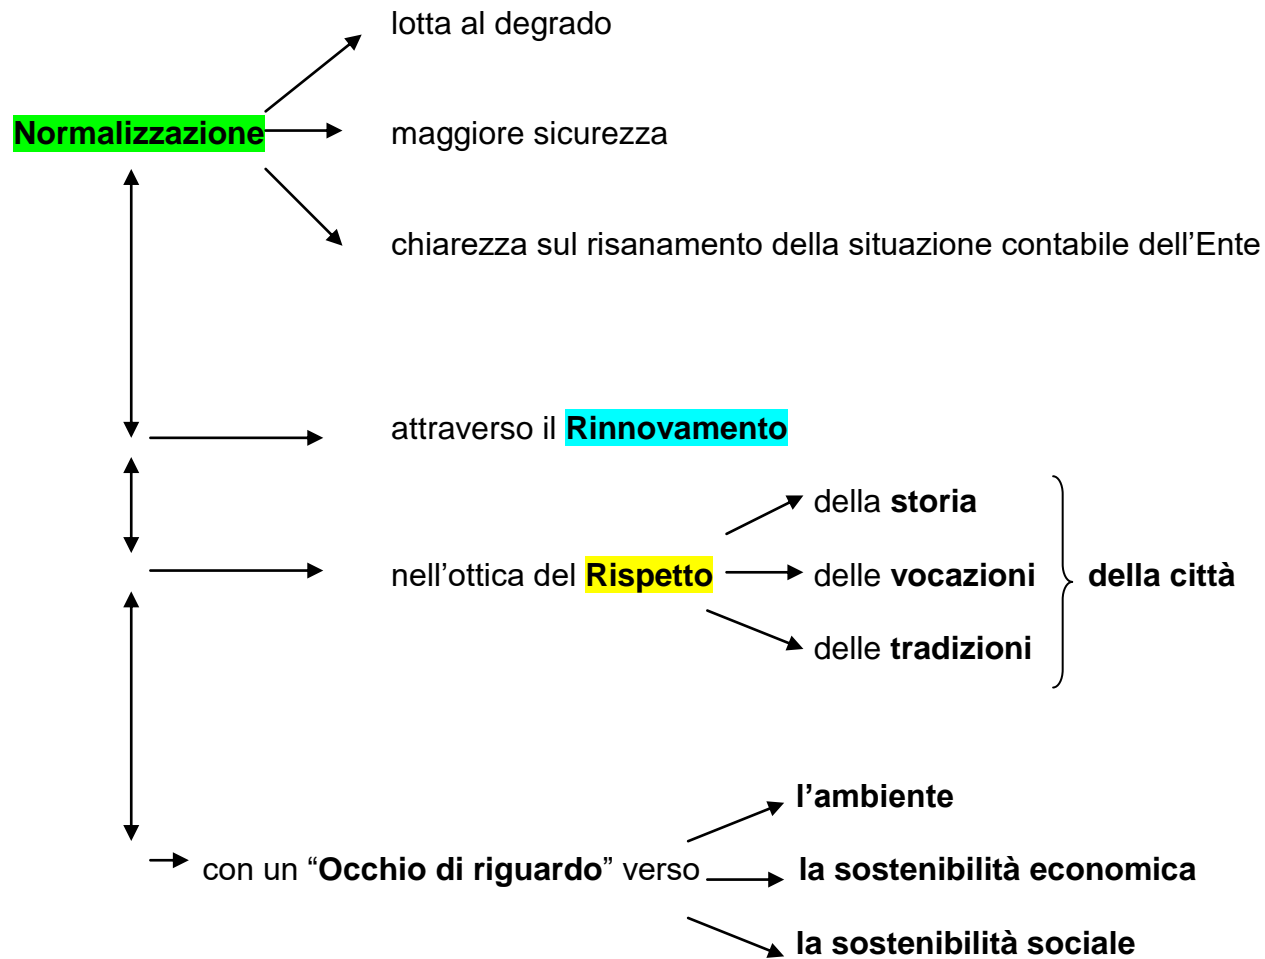 lotta al degrado
Normalizzazione
maggiore sicurezza
chiarezza sul risanamento della situazione contabile dell’Ente
attraverso il Rinnovamento
della storia
nell’ottica del Rispetto
delle vocazioni
della città
delle tradizioni
l’ambiente
con un “Occhio di riguardo” verso
la sostenibilità economica
la sostenibilità sociale